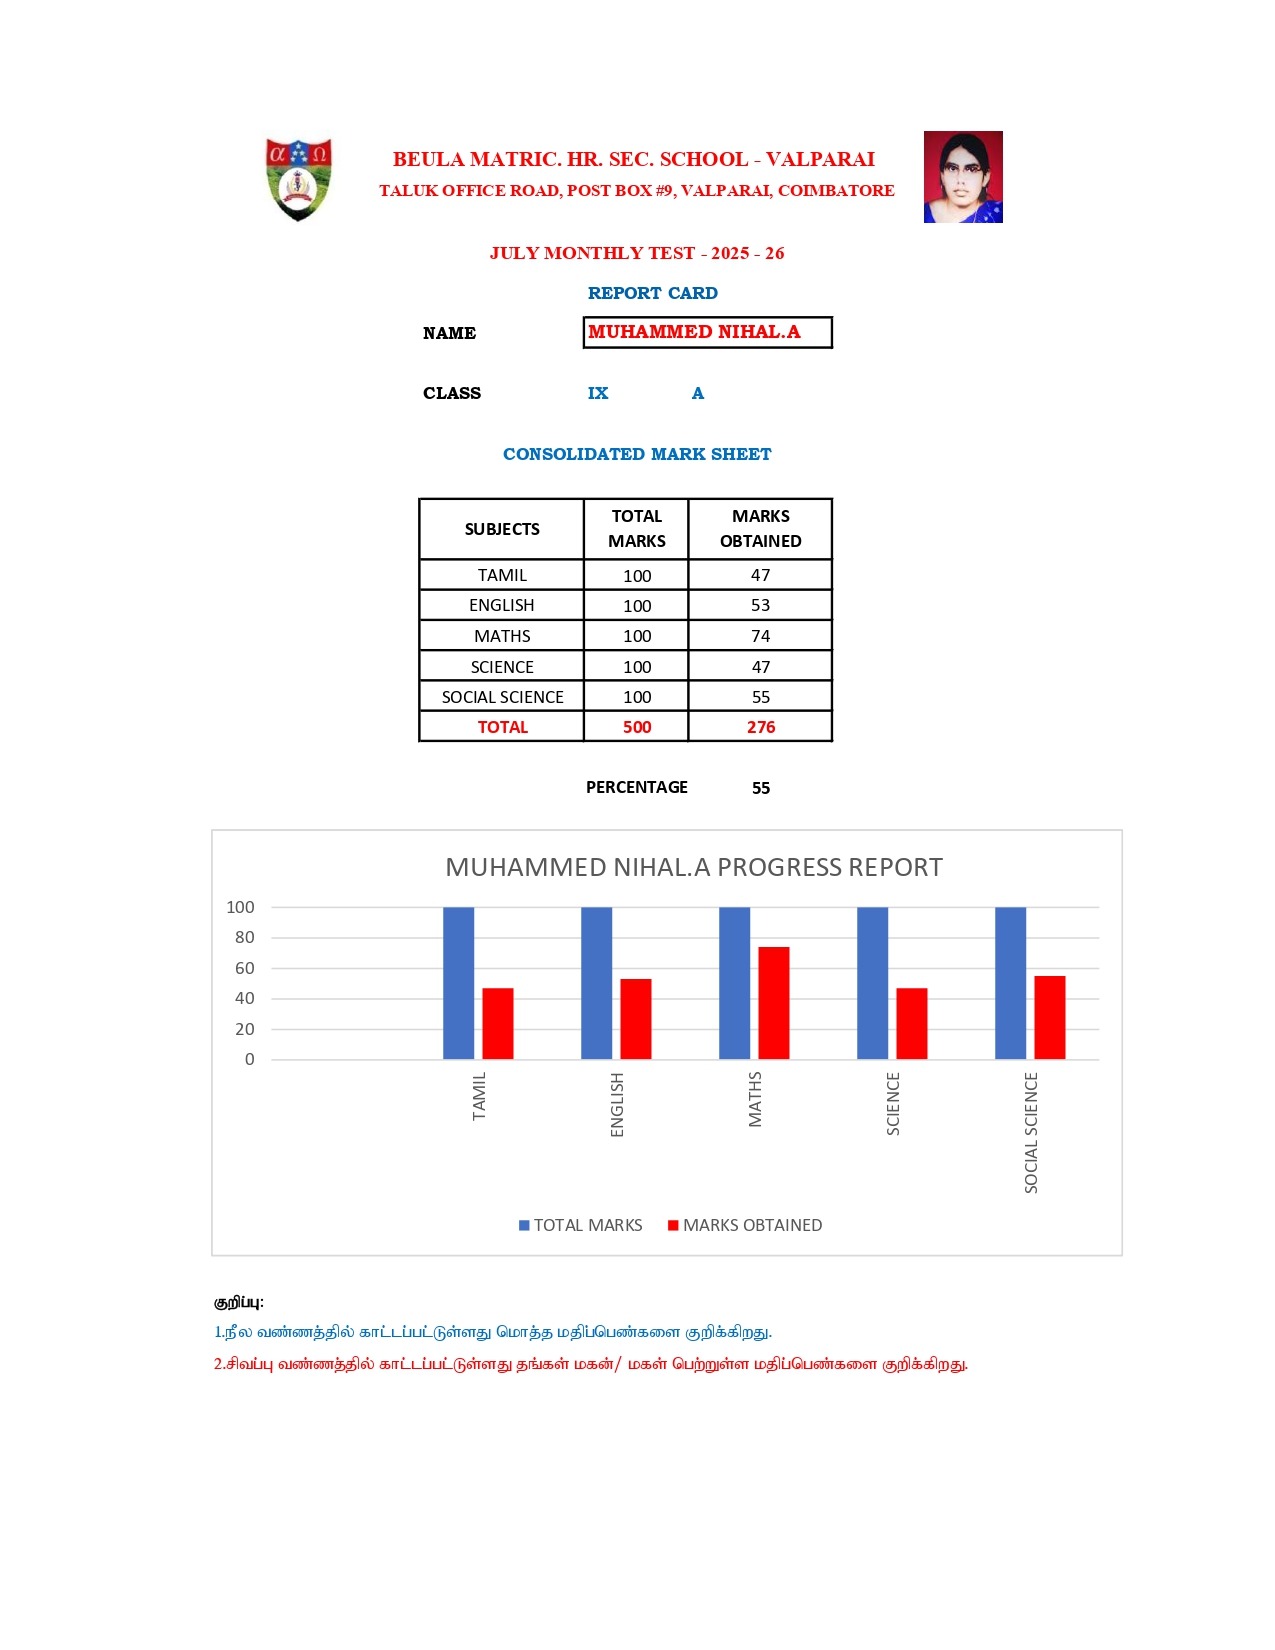 α Ω
BEULA MATRIC. HR. SEC. SCHOOL - VALPARAI
TALUK OFFICE ROAD, POST BOX #9, VALPARAI, COIMBATORE
JULY MONTHLY TEST - 2025 - 26
REPORT CARD
NAME MUHAMMED NIHAL.A
CLASS IX A
CONSOLIDATED MARK SHEET
SUBJECTS TOTAL MARKS MARKS OBTAINED
TAMIL 100 47
ENGLISH 100 53
MATHS 100 74
SCIENCE 100 47
SOCIAL SCIENCE 100 55
TOTAL 500 276
PERCENTAGE 55
MUHAMMED NIHAL.A PROGRESS REPORT
100
80
60
40
20
0
TAMIL ENGLISH MATHS SCIENCE SOCIAL SCIENCE
TOTAL MARKS MARKS OBTAINED
குறிப்பு:
1.நீல வண்ணத்தில் காட்டப்பட்டுள்ளது மொத்த மதிப்பெண்களை குறிக்கிறது.
2.சிவப்பு வண்ணத்தில் காட்டப்பட்டுள்ளது தங்கள் மகன்/ மகள் பெற்றுள்ள மதிப்பெண்களை குறிக்கிறது.